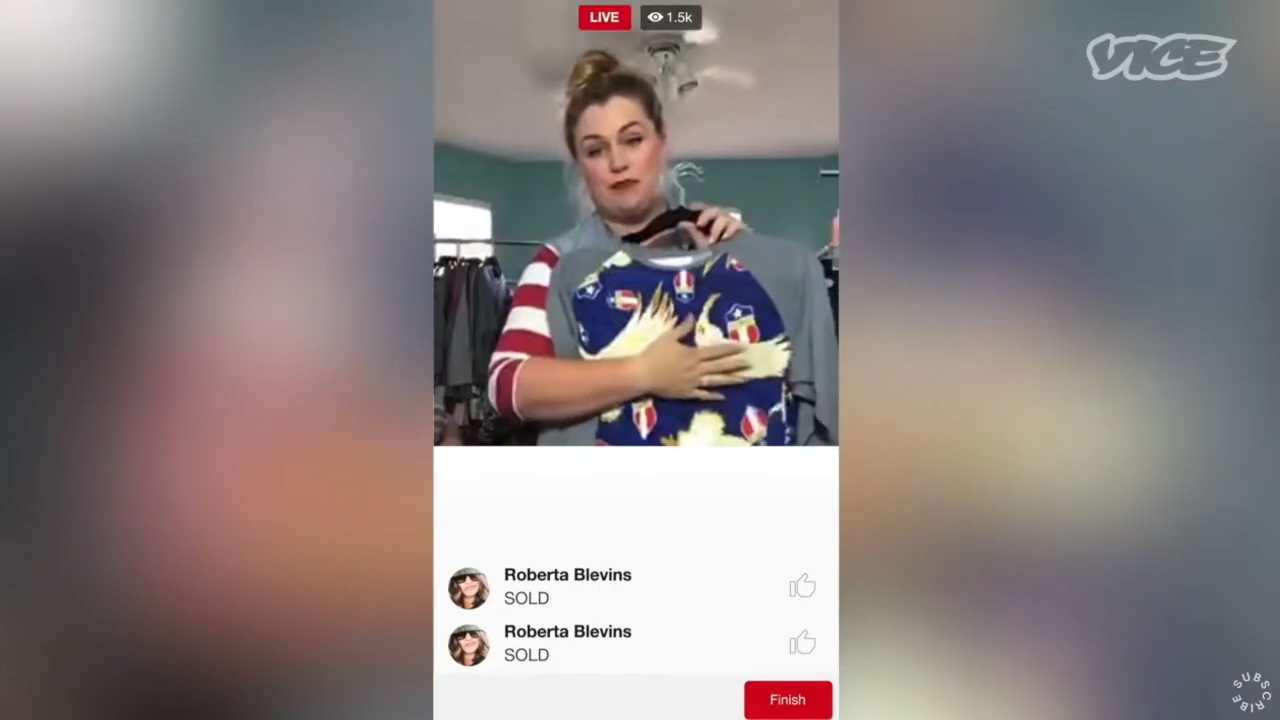 LIVE
1.5k
VICE
Roberta Blevins
SOLD
Roberta Blevins
SOLD
Finish
SUBSCRIBE